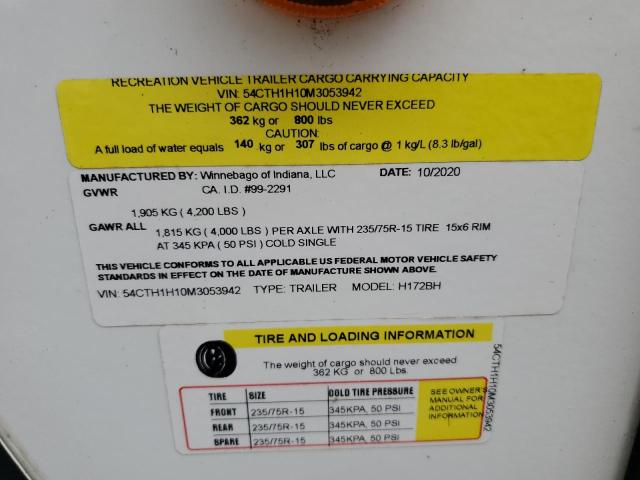 RECREATION VEHICLE TRAILER CARGO CARRYING CAPACITY
VIN: 54CTH1H10M3053942
THE WEIGHT OF CARGO SHOULD NEVER EXCEED
362 kg or 800 lbs
CAUTION:
A full load of water equals 140 kg or 307 lbs of cargo @ 1 kg/L (8.3 lb/gal)
MANUFACTURED BY: Winnebago of Indiana, LLC DATE: 10/2020
GVWR CA. I.D. #99-2291
1,905 KG ( 4,200 LBS )
GAWR ALL 1,815 KG ( 4,000 LBS ) PER AXLE WITH 235/75R-15 TIRE 15x6 RIM
AT 345 KPA ( 50 PSI ) COLD SINGLE
THIS VEHICLE CONFORMS TO ALL APPLICABLE US FEDERAL MOTOR VEHICLE SAFETY
STANDARDS IN EFFECT ON THE DATE OF MANUFACTURE SHOWN ABOVE.
VIN: 54CTH1H10M3053942 TYPE: TRAILER MODEL: H172BH
TIRE AND LOADING INFORMATION
The weight of cargo should never exceed
362 KG or 800 Lbs.
TIRE SIZE COLD TIRE PRESSURE
FRONT 235/75R-15 345KPA, 50 PSI
REAR 235/75R-15 345KPA, 50 PSI
SPARE 235/75R-15 345KPA, 50 PSI
SEE OWNER'S
MANUAL FOR
ADDITIONAL
INFORMATION
54CTH1H10M3053942